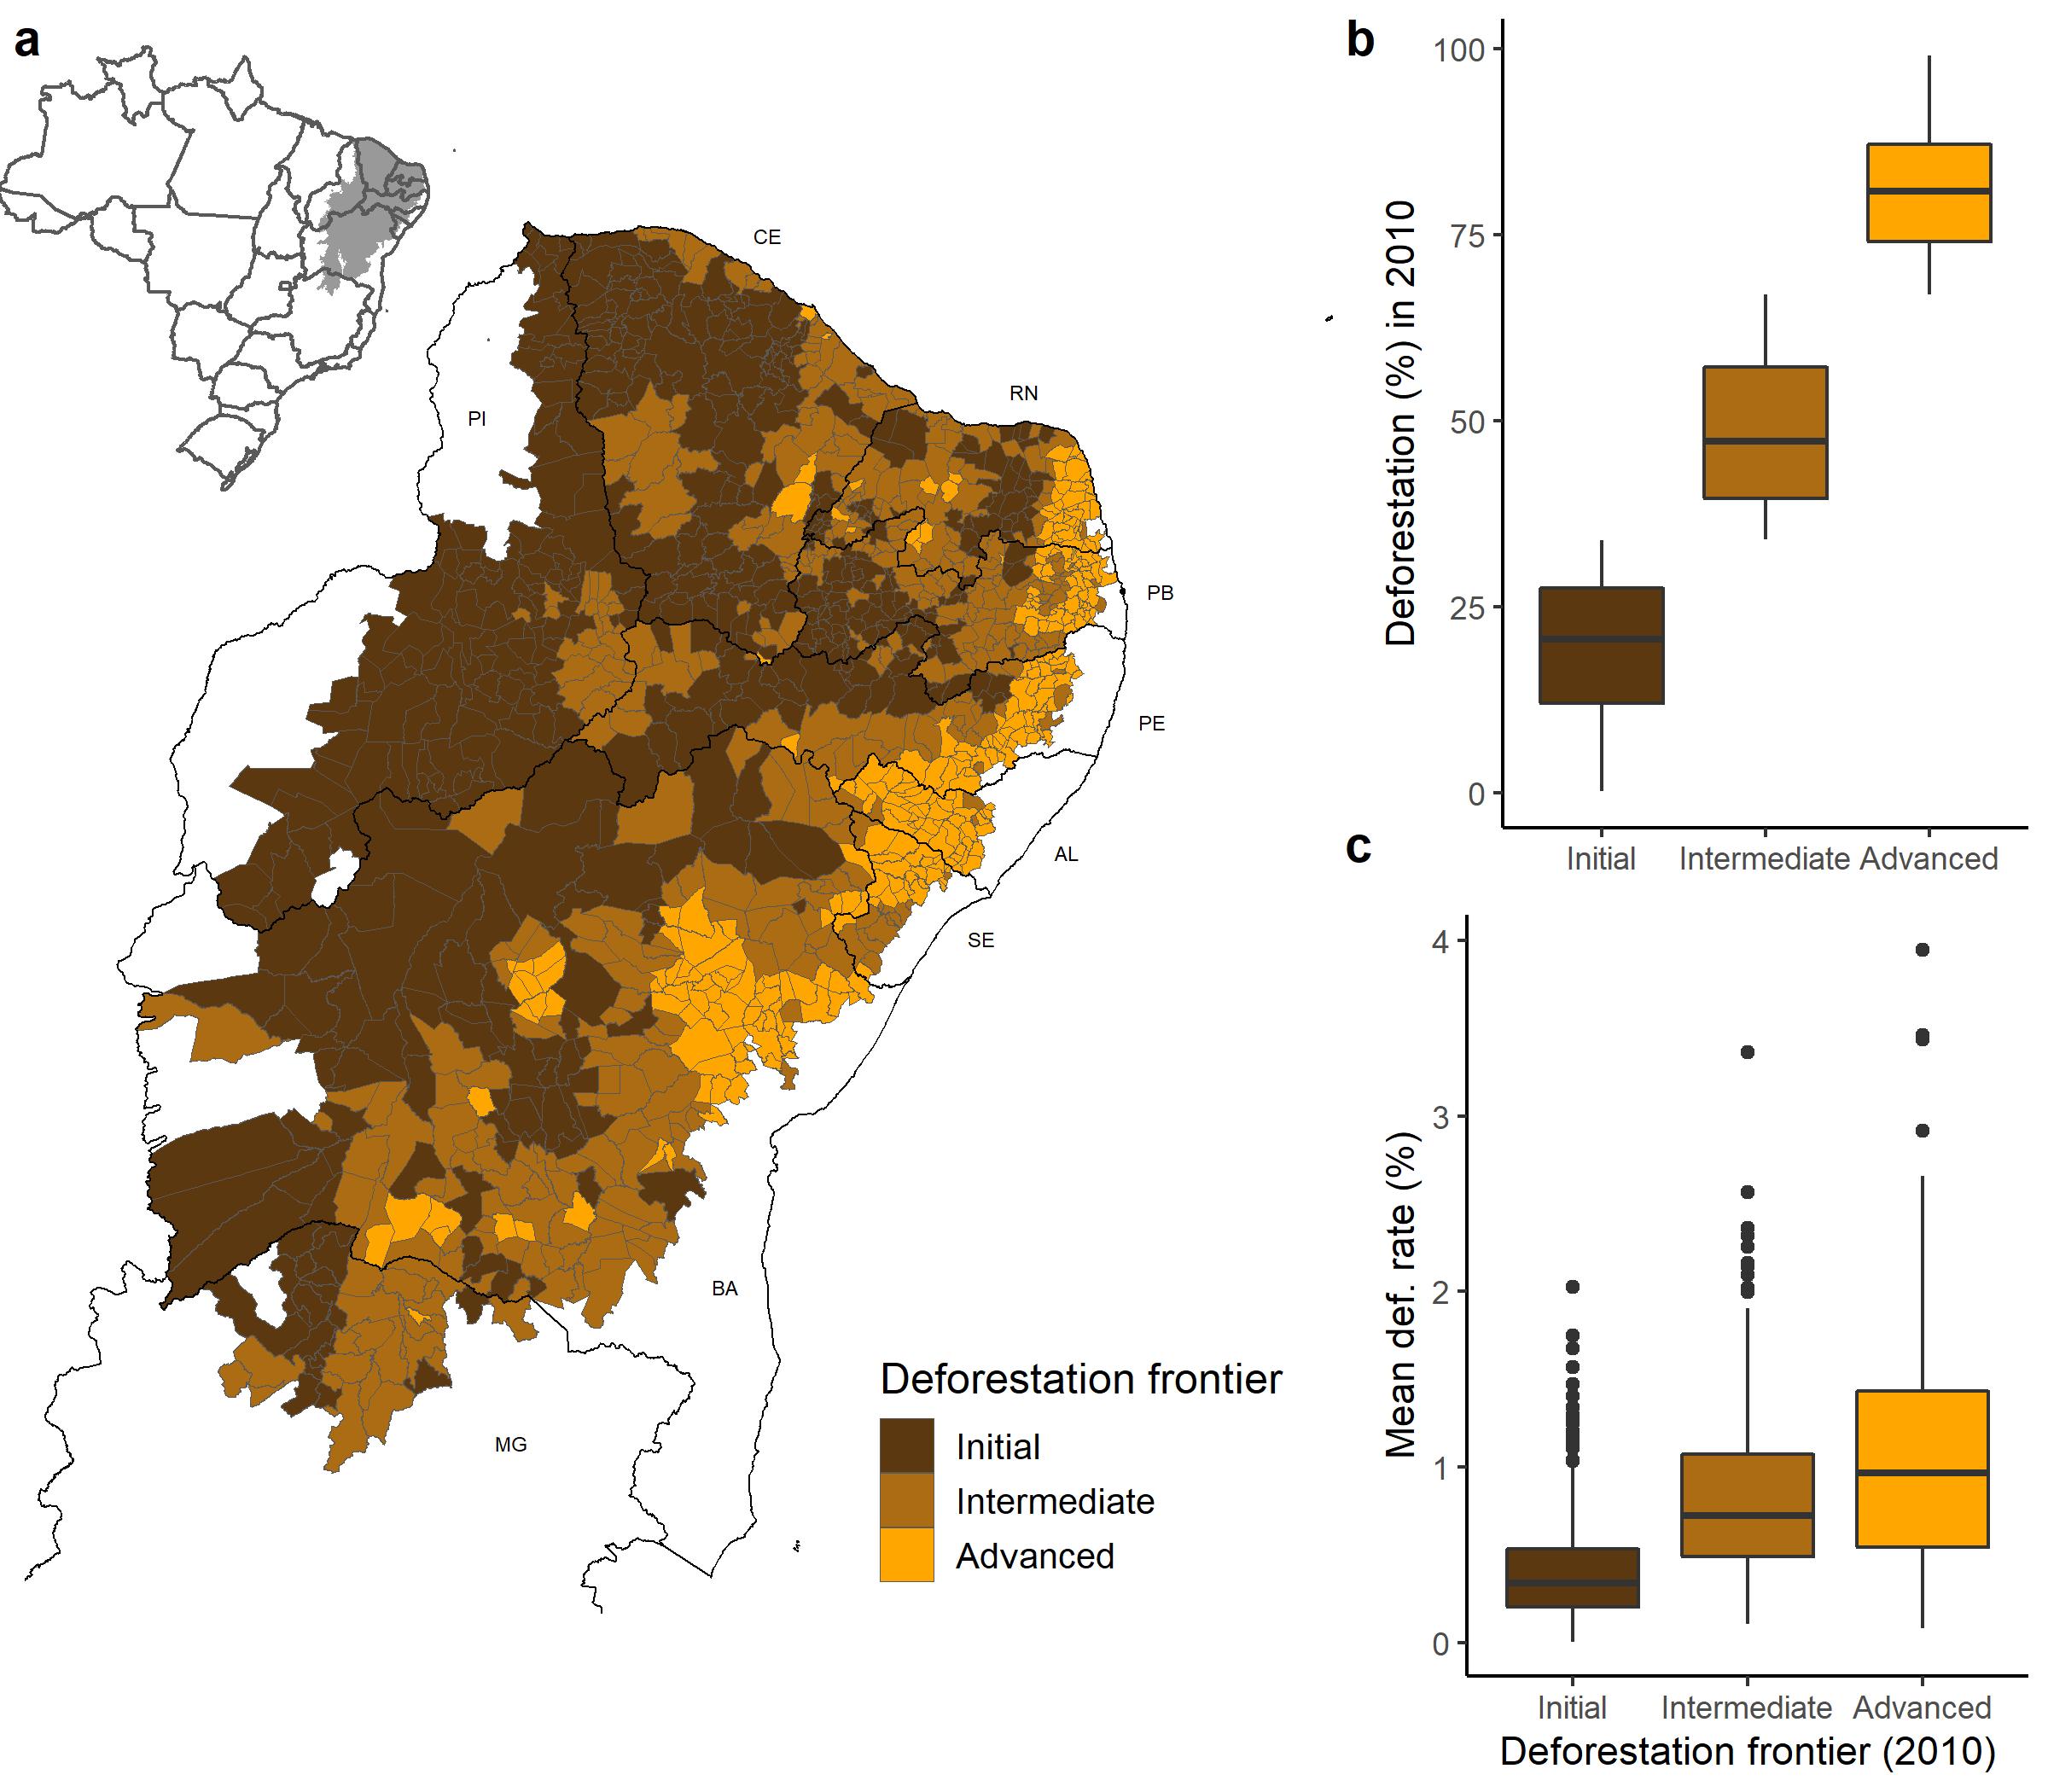 a
CE
RN
PI
PB
PE
AL
SE
BA
MG
Deforestation frontier
Initial
Intermediate
Advanced
b
Deforestation (%) in 2010
100
75
50
25
0
Initial Intermediate Advanced
c
Mean def. rate (%)
4
3
2
1
0
Initial Intermediate Advanced
Deforestation frontier (2010)